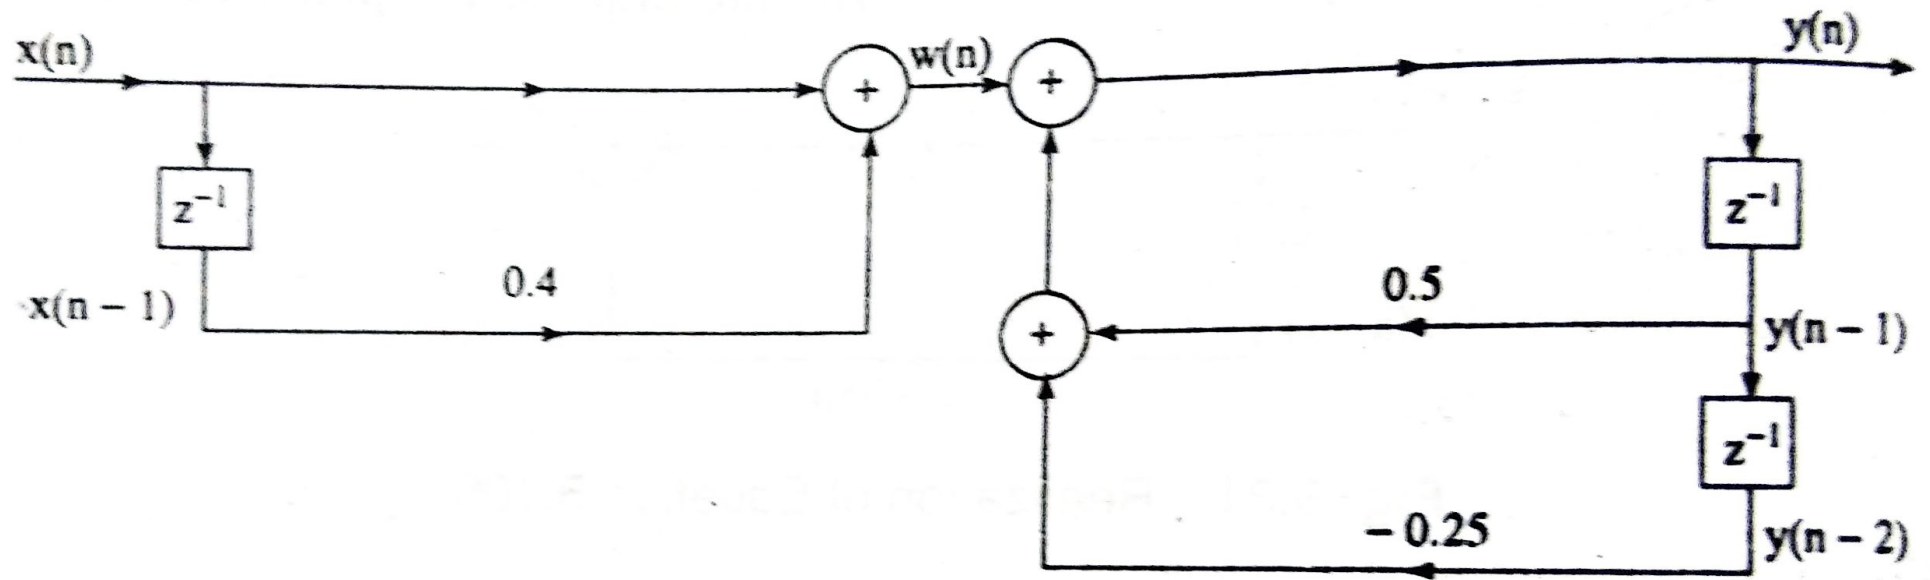 x(n)
+
w(n)
+
y(n)
z⁻¹
z⁻¹
x(n − 1)
0.4
+
0.5
y(n − 1)
z⁻¹
− 0.25
y(n − 2)